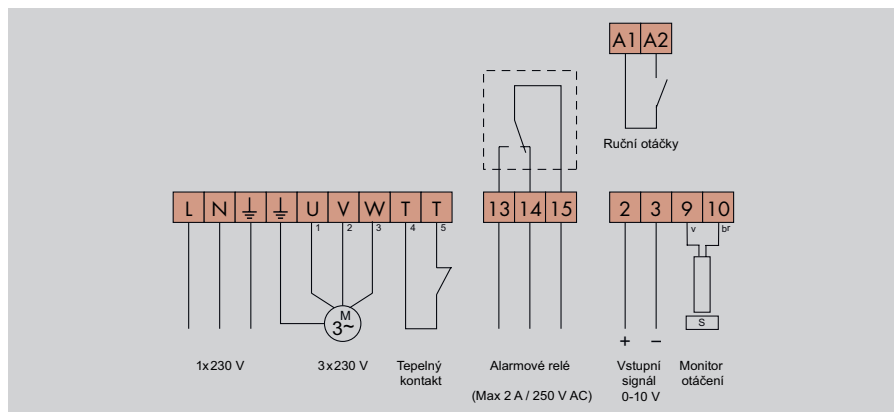 A1 A2
Ruční otáčky
L N U V W T T
13 14 15
2 3 9 10
1 2 3 4 5
v br
M
3~
S
+ −
1x230 V
3x230 V
Tepelný
kontakt
Alarmové relé
(Max 2 A / 250 V AC)
Vstupní
signál
0-10 V
Monitor
otáčení